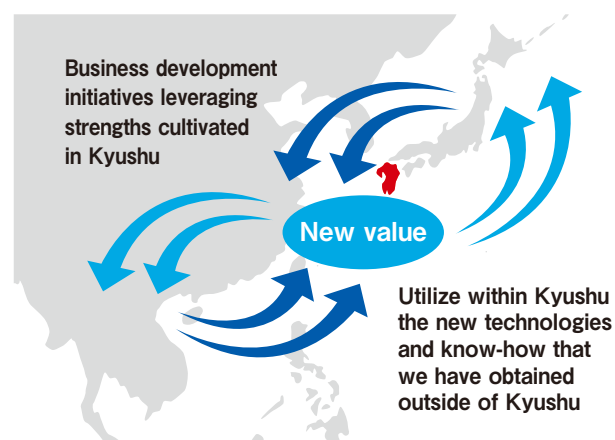 Business development
initiatives leveraging
strengths cultivated
in Kyushu
New value
Utilize within Kyushu
the new technologies
and know-how that
we have obtained
outside of Kyushu